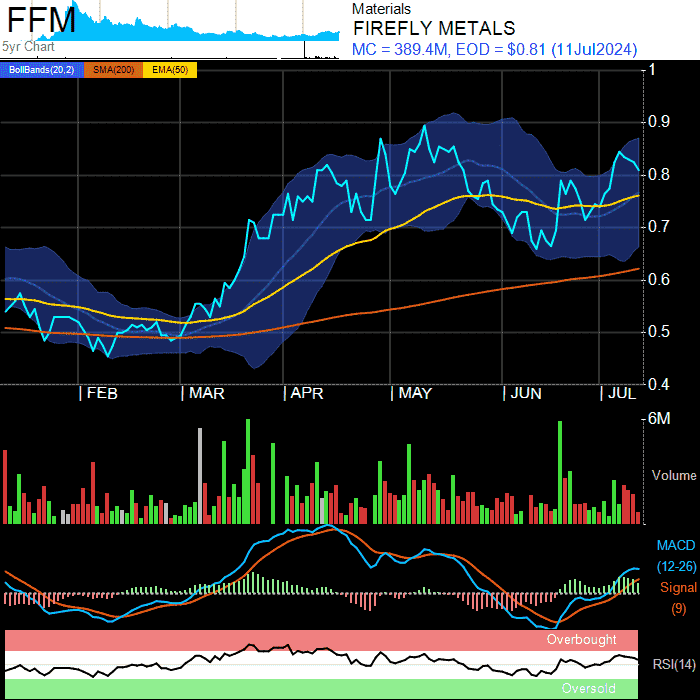 FFM
5yr Chart
Materials
FIREFLY METALS
MC = 389.4M, EOD = $0.81 (11Jul2024)
BollBands(20,2) SMA(200) EMA(50)
1
0.9
0.8
0.7
0.6
0.5
0.4
FEB MAR APR MAY JUN JUL
6M
Volume
MACD
(12-26)
Signal
(9)
Overbought
RSI(14)
Oversold